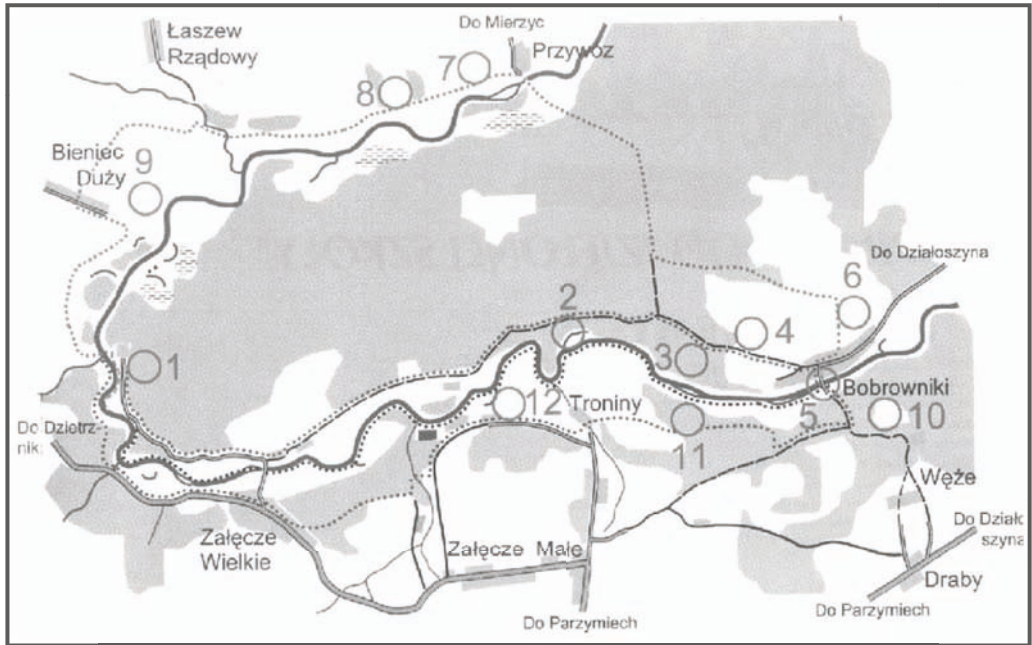 Do Mierzyc
Łaszew
Rządowy
Przywóz
7
8
Bieniec
Duży
9
Do Działoszyna
6
2
4
3
1
Bobrowniki
12
Troniny
5
10
11
Do Dzietrz-
nik
Węże
Załęcze
Wielkie
Załęcze Małe
Do Działo
szyna
Draby
Do Parzymiech
Do Parzymiech